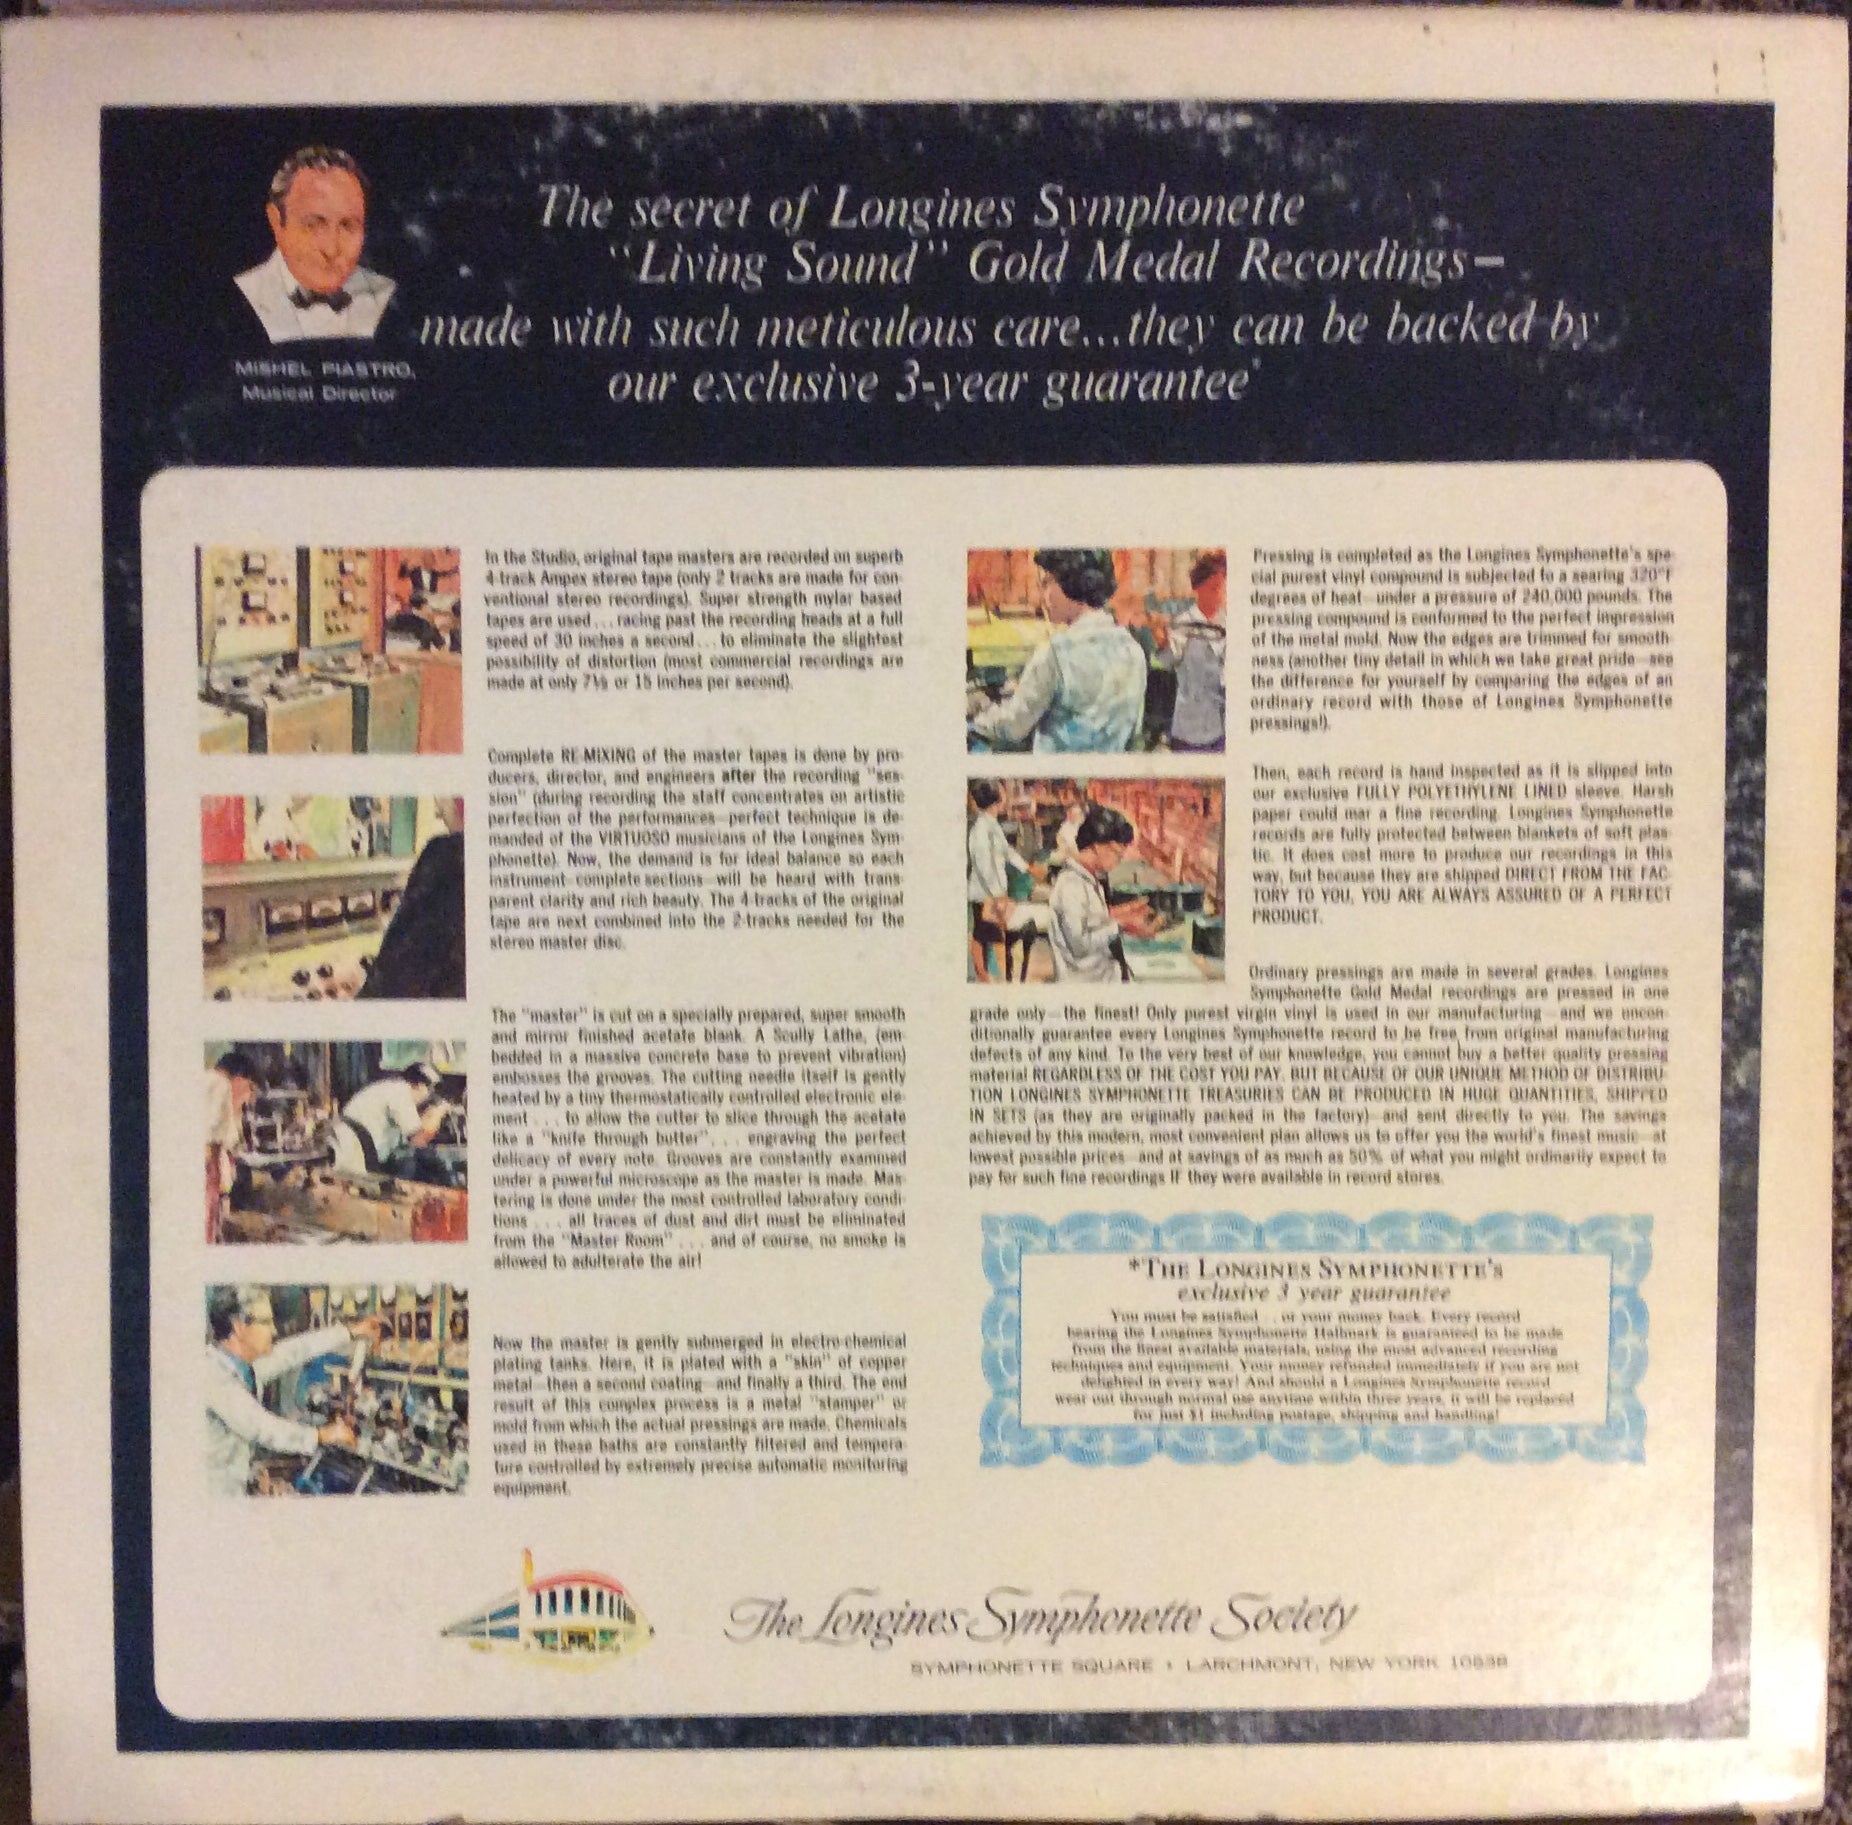 The secret of Longines Symphonette
"Living Sound" Gold Medal Recordings—
made with such meticulous care...they can be backed by
our exclusive 3-year guarantee*
MISHEL PIASTRO,
Musical Director
In the Studio, original tape masters are recorded on superb
4-track Ampex stereo tape (only 2 tracks are made for con-
ventional stereo recordings). Super strength mylar based
tapes are used . . . racing past the recording heads at a full
speed of 30 inches a second . . . to eliminate the slightest
possibility of distortion (most commercial recordings are
made at only 7½ or 15 inches per second).
Complete RE-MIXING of the master tapes is done by pro-
ducers, director, and engineers after the recording "ses-
sion" (during recording the staff concentrates on artistic
perfection of the performances—perfect technique is de-
manded of the VIRTUOSO musicians of the Longines Sym-
phonette). Now, the demand is for ideal balance so each
instrument—complete sections—will be heard with trans-
parent clarity and rich beauty. The 4-tracks of the original
tape are next combined into the 2-tracks needed for the
stereo master disc.
The "master" is cut on a specially prepared, super smooth
and mirror finished acetate blank. A Scully Lathe, (em-
bedded in a massive concrete base to prevent vibration)
embosses the grooves. The cutting needle itself is gently
heated by a tiny thermostatically controlled electronic ele-
ment . . . to allow the cutter to slice through the acetate
like a "knife through butter" . . . engraving the perfect
delicacy of every note. Grooves are constantly examined
under a powerful microscope as the master is made. Mas-
tering is done under the most controlled laboratory condi-
tions . . . all traces of dust and dirt must be eliminated
from the "Master Room" . . . and of course, no smoke is
allowed to adulterate the air!
Now the master is gently submerged in electro-chemical
plating tanks. Here, it is plated with a "skin" of copper
metal—then a second coating—and finally a third. The end
result of this complex process is a metal "stamper" or
mold from which the actual pressings are made. Chemicals
used in these baths are constantly filtered and tempera-
ture controlled by extremely precise automatic monitoring
equipment.
Pressing is completed as the Longines Symphonette's spe-
cial purest vinyl compound is subjected to a searing 320°F
degrees of heat—under a pressure of 240,000 pounds. The
pressing compound is conformed to the perfect impression
of the metal mold. Now the edges are trimmed for smooth-
ness (another tiny detail in which we take great pride—see
the difference for yourself by comparing the edges of an
ordinary record with those of Longines Symphonette
pressings!).
Then, each record is hand inspected as it is slipped into
our exclusive FULLY POLYETHYLENE LINED sleeve. Harsh
paper could mar a fine recording. Longines Symphonette
records are fully protected between blankets of soft plas-
tic. It does cost more to produce our recordings in this
way, but because they are shipped DIRECT FROM THE FAC-
TORY TO YOU, YOU ARE ALWAYS ASSURED OF A PERFECT
PRODUCT.
Ordinary pressings are made in several grades. Longines
Symphonette Gold Medal recordings are pressed in one
grade only—the finest! Only purest virgin vinyl is used in our manufacturing—and we uncon-
ditionally guarantee every Longines Symphonette record to be free from original manufacturing
defects of any kind. To the very best of our knowledge, you cannot buy a better quality pressing
material REGARDLESS OF THE COST YOU PAY. BUT BECAUSE OF OUR UNIQUE METHOD OF DISTRIBU-
TION LONGINES SYMPHONETTE TREASURIES CAN BE PRODUCED IN HUGE QUANTITIES, SHIPPED
IN SETS (as they are originally packed in the factory)—and sent directly to you. The savings
achieved by this modern, most convenient plan allows us to offer you the world's finest music—at
lowest possible prices—and at savings of as much as 50% of what you might ordinarily expect to
pay for such fine recordings IF they were available in record stores.
*THE LONGINES SYMPHONETTE'S
exclusive 3 year guarantee
You must be satisfied . . or your money back. Every record
bearing the Longines Symphonette Hallmark is guaranteed to be made
from the finest available materials, using the most advanced recording
techniques and equipment. Your money refunded immediately if you are not
delighted in every way! And should a Longines Symphonette record
wear out through normal use anytime within three years, it will be replaced
for just $1 including postage, shipping and handling!
The Longines Symphonette Society
SYMPHONETTE SQUARE • LARCHMONT, NEW YORK 10538